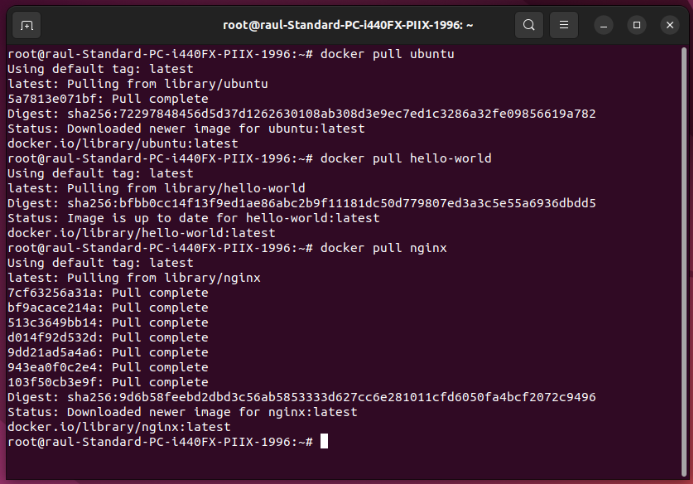 root@raul-Standard-PC-i440FX-PIIX-1996: ~
root@raul-Standard-PC-i440FX-PIIX-1996:~# docker pull ubuntu
Using default tag: latest
latest: Pulling from library/ubuntu
5a7813e071bf: Pull complete
Digest: sha256:72297848456d5d37d1262630108ab308d3e9ec7ed1c3286a32fe09856619a782
Status: Downloaded newer image for ubuntu:latest
docker.io/library/ubuntu:latest
root@raul-Standard-PC-i440FX-PIIX-1996:~# docker pull hello-world
Using default tag: latest
latest: Pulling from library/hello-world
Digest: sha256:bfbb0cc14f13f9ed1ae86abc2b9f11181dc50d779807ed3a3c5e55a6936dbdd5
Status: Image is up to date for hello-world:latest
docker.io/library/hello-world:latest
root@raul-Standard-PC-i440FX-PIIX-1996:~# docker pull nginx
Using default tag: latest
latest: Pulling from library/nginx
7cf63256a31a: Pull complete
bf9acace214a: Pull complete
513c3649bb14: Pull complete
d014f92d532d: Pull complete
9dd21ad5a4a6: Pull complete
943ea0f0c2e4: Pull complete
103f50cb3e9f: Pull complete
Digest: sha256:9d6b58feebd2dbd3c56ab5853333d627cc6e281011cfd6050fa4bcf2072c9496
Status: Downloaded newer image for nginx:latest
docker.io/library/nginx:latest
root@raul-Standard-PC-i440FX-PIIX-1996:~#